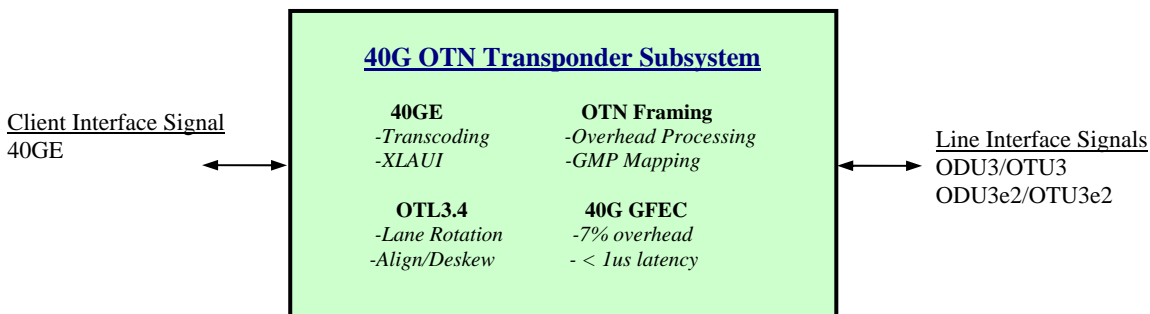 40G OTN Transponder Subsystem
Client Interface Signal
40GE
40GE
-Transcoding
-XLAUI
OTN Framing
-Overhead Processing
-GMP Mapping
OTL3.4
-Lane Rotation
-Align/Deskew
40G GFEC
-7% overhead
- < 1us latency
Line Interface Signals
ODU3/OTU3
ODU3e2/OTU3e2